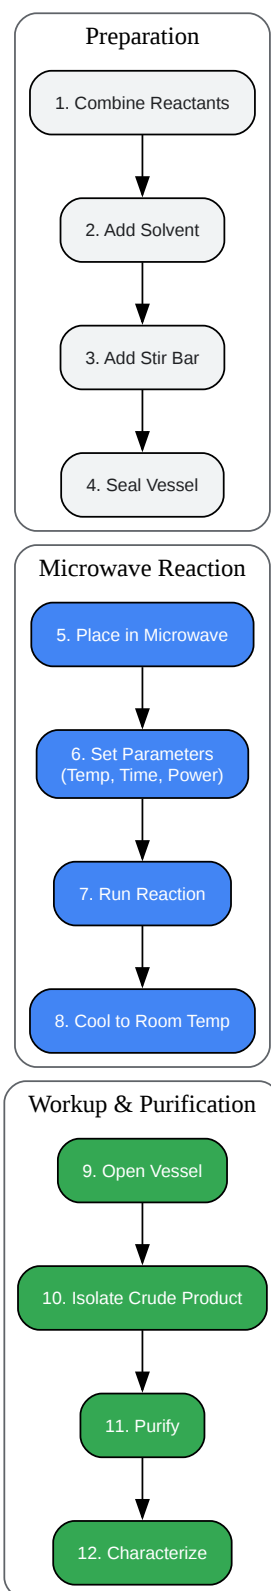 Preparation
1. Combine Reactants
2. Add Solvent
3. Add Stir Bar
4. Seal Vessel
Microwave Reaction
5. Place in Microwave
6. Set Parameters
(Temp, Time, Power)
7. Run Reaction
8. Cool to Room Temp
Workup & Purification
9. Open Vessel
10. Isolate Crude Product
11. Purify
12. Characterize